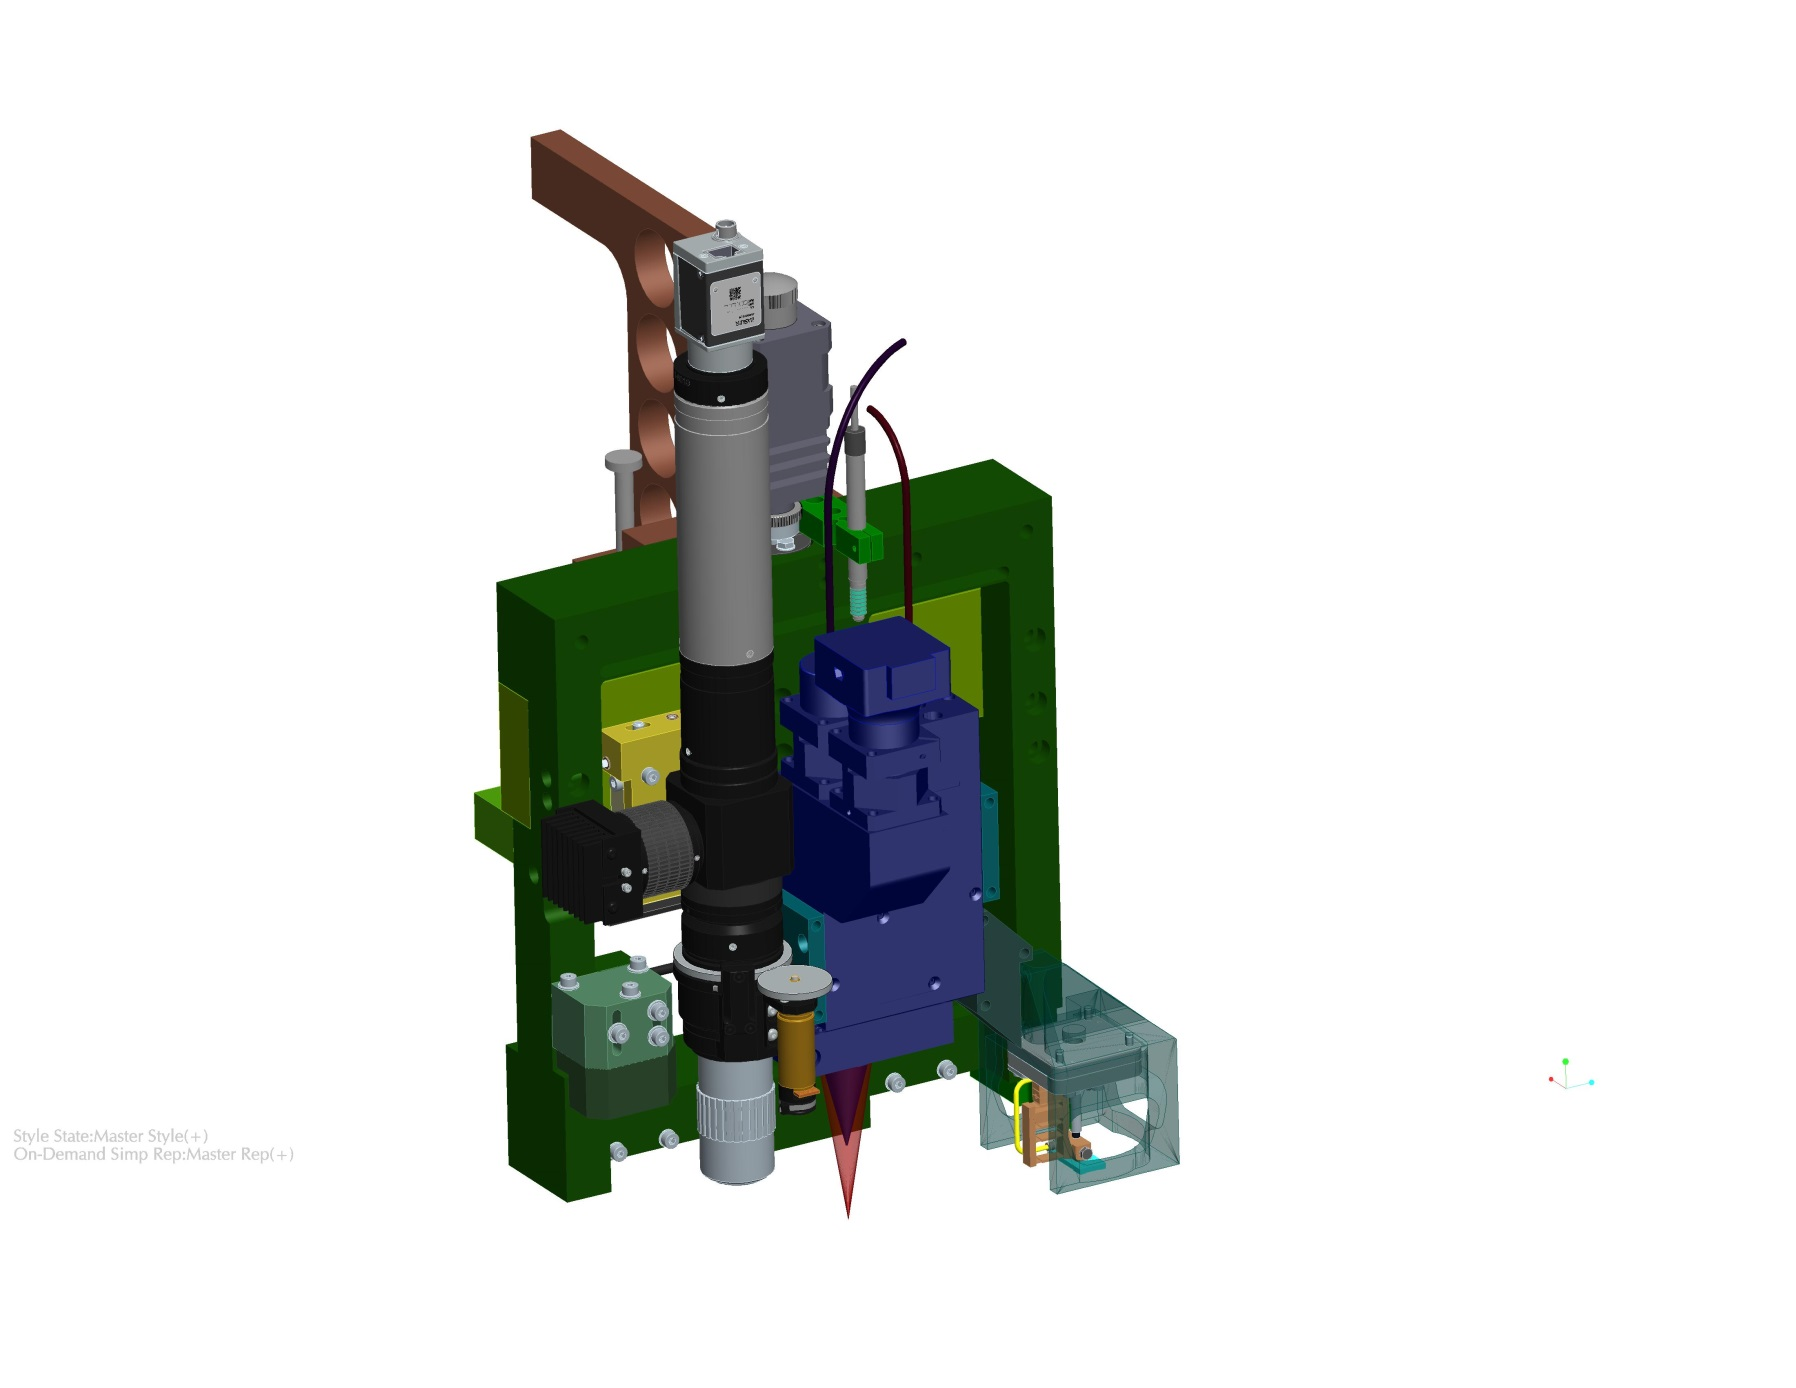 Style State:Master Style(+)
On-Demand Simp Rep:Master Rep(+)